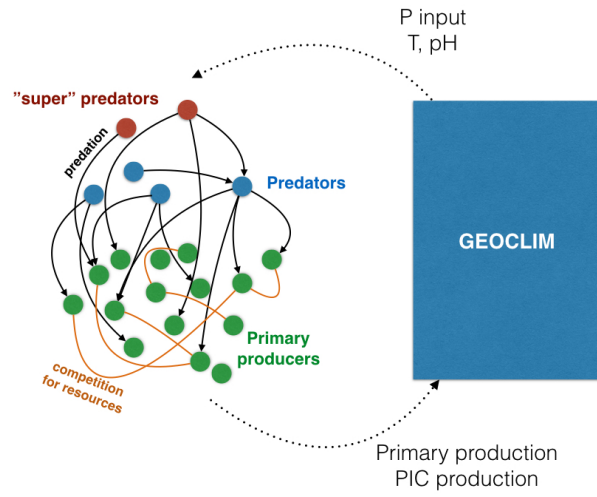 P input
T, pH
”super” predators
predation
Predators
GEOCLIM
Primary
producers
competition
for resources
Primary production
PIC production